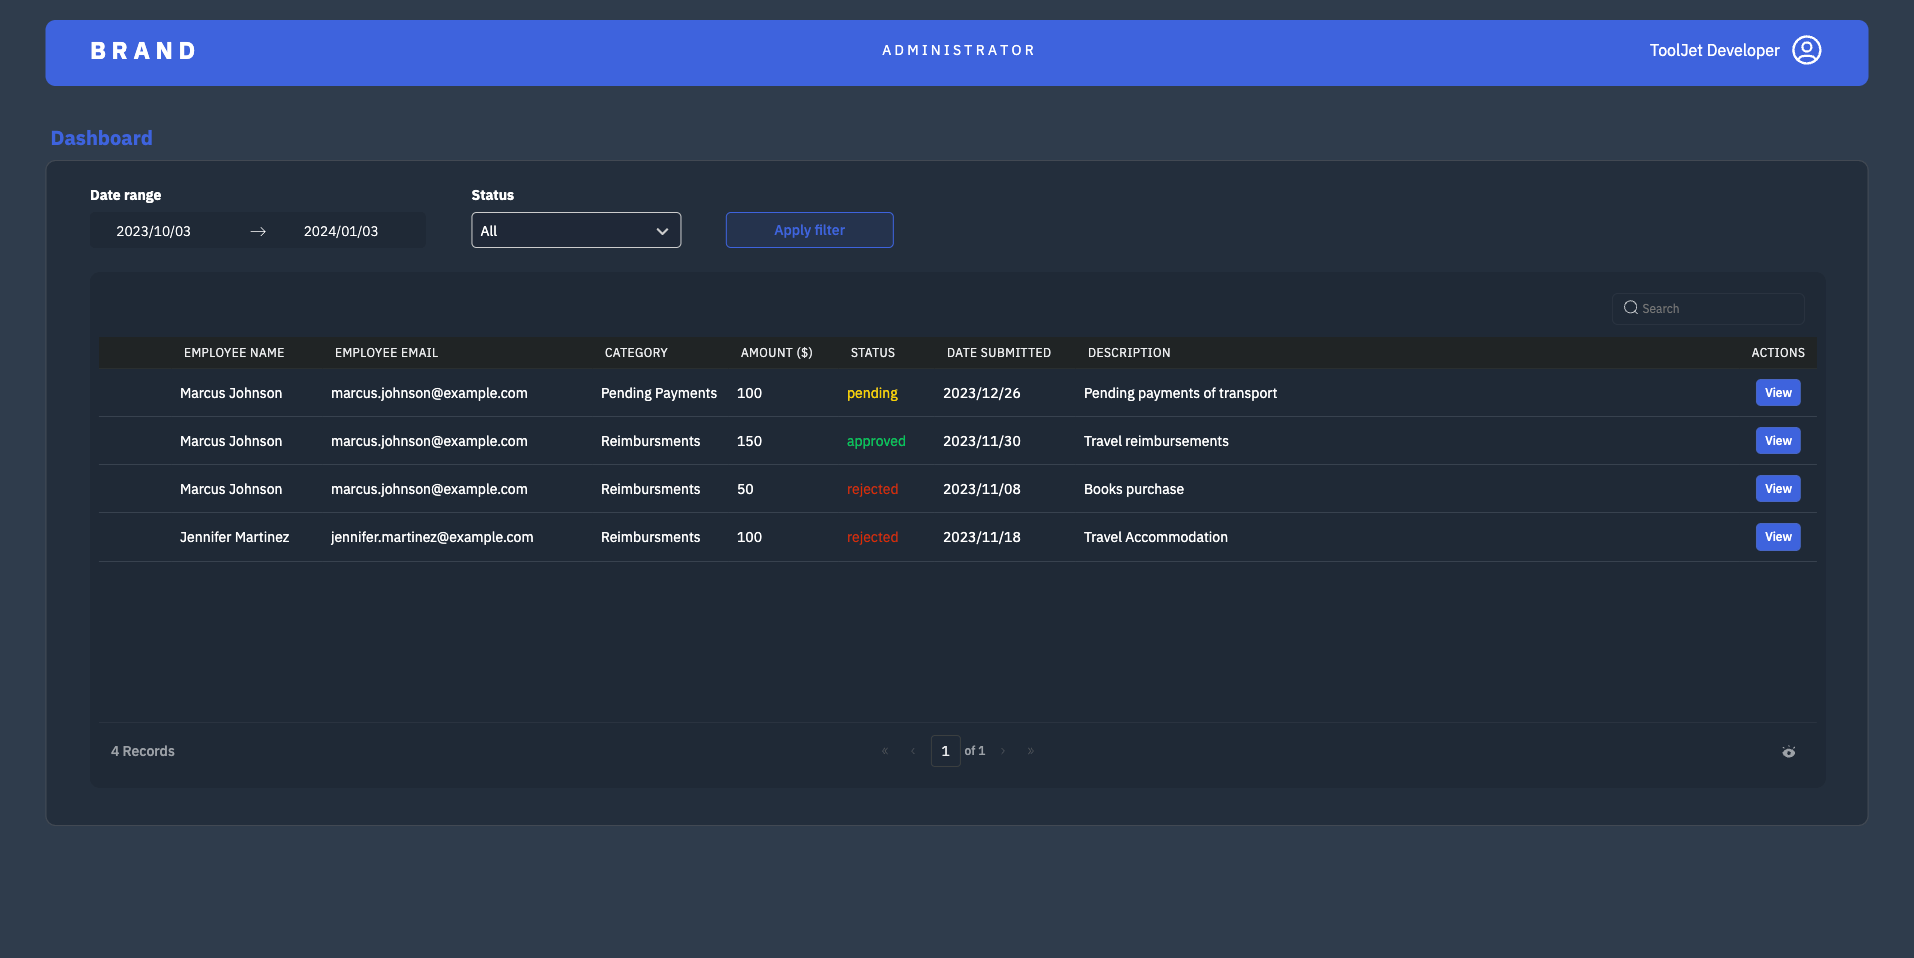 BRAND ADMINISTRATOR ToolJet Developer
Dashboard
Date range Status
2023/10/03 → 2024/01/03 All Apply filter
Search
EMPLOYEE NAME EMPLOYEE EMAIL CATEGORY AMOUNT ($) STATUS DATE SUBMITTED DESCRIPTION ACTIONS
Marcus Johnson marcus.johnson@example.com Pending Payments 100 pending 2023/12/26 Pending payments of transport View
Marcus Johnson marcus.johnson@example.com Reimbursments 150 approved 2023/11/30 Travel reimbursements View
Marcus Johnson marcus.johnson@example.com Reimbursments 50 rejected 2023/11/08 Books purchase View
Jennifer Martinez jennifer.martinez@example.com Reimbursments 100 rejected 2023/11/18 Travel Accommodation View
4 Records « ‹ 1 of 1 › »